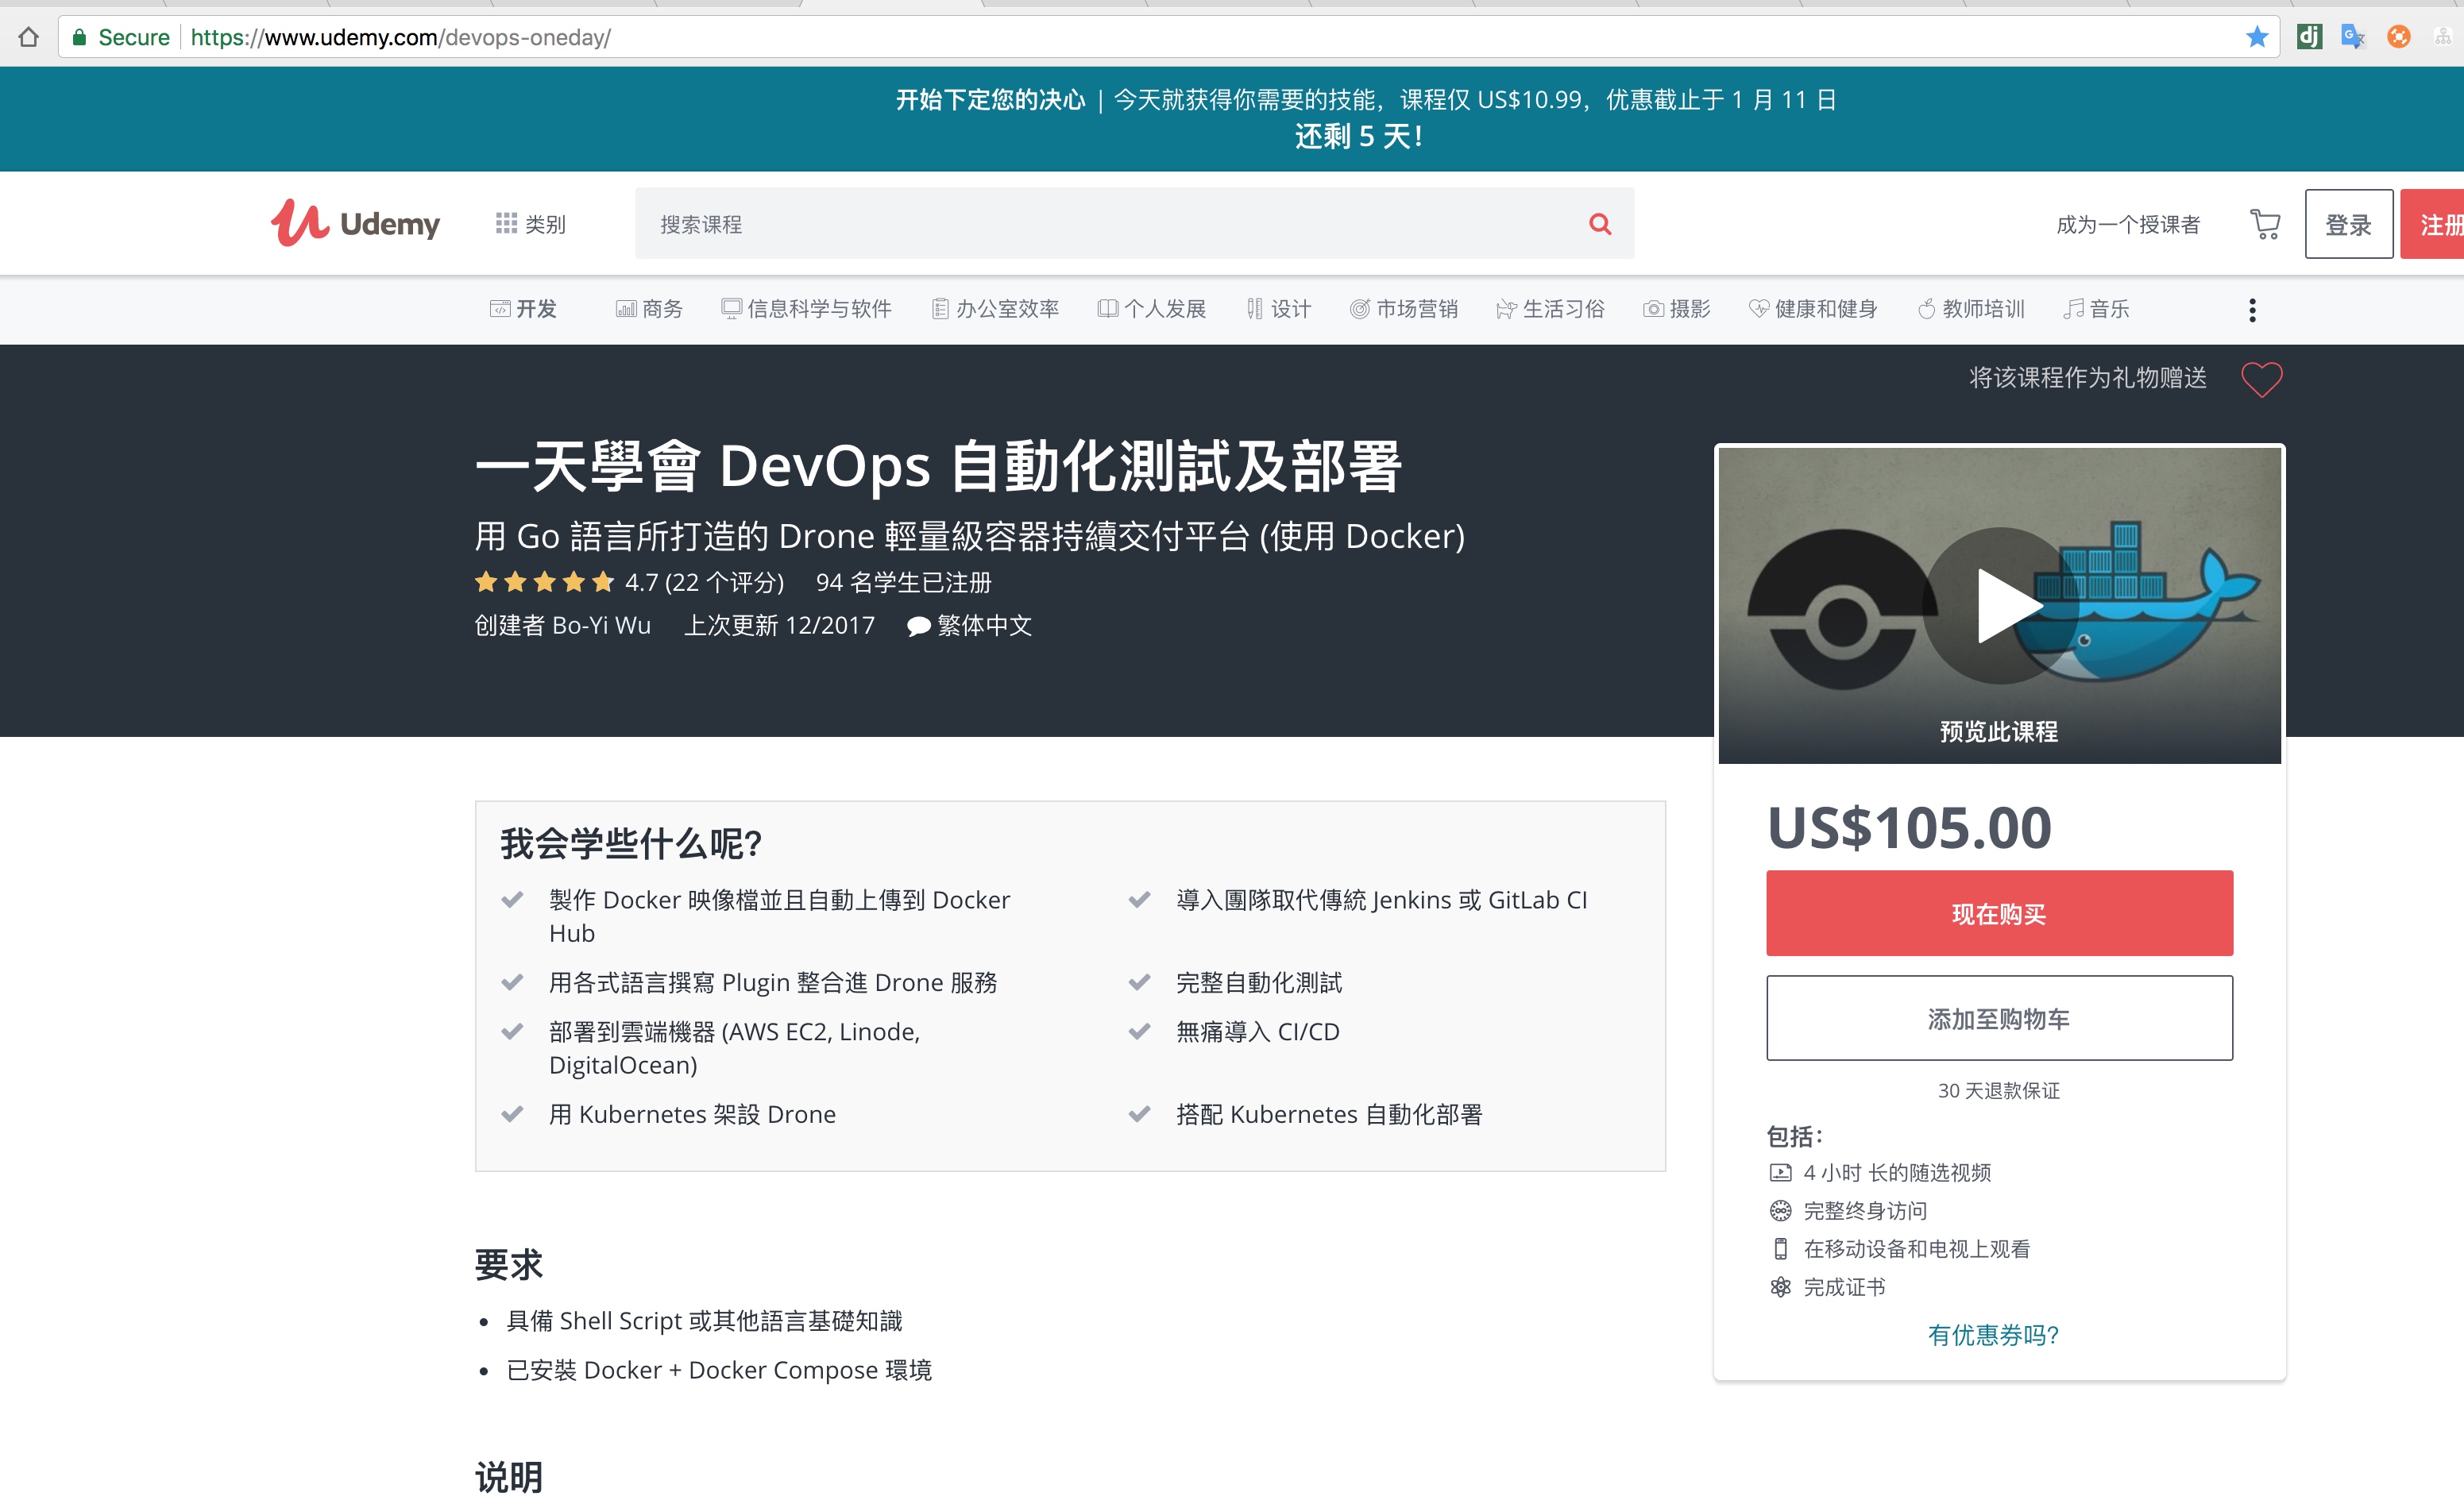 Secure https://www.udemy.com/devops-oneday/
dj
开始下定您的决心 | 今天就获得你需要的技能，课程仅 US$10.99，优惠截止于 1 月 11 日
还剩 5 天！
Udemy
类别
搜索课程
成为一个授课者
登录
注册
开发 商务 信息科学与软件 办公室效率 个人发展 设计 市场营销 生活习俗 摄影 健康和健身 教师培训 音乐
将该课程作为礼物赠送
一天學會 DevOps 自動化測試及部署
用 Go 語言所打造的 Drone 輕量級容器持續交付平台 (使用 Docker)
4.7 (22 个评分) 94 名学生已注册
创建者 Bo-Yi Wu 上次更新 12/2017 繁体中文
预览此课程
US$105.00
现在购买
添加至购物车
30 天退款保证
包括：
4 小时 长的随选视频
完整终身访问
在移动设备和电视上观看
完成证书
有优惠券吗?
我会学些什么呢?
製作 Docker 映像檔並且自動上傳到 Docker
Hub
導入團隊取代傳統 Jenkins 或 GitLab CI
用各式語言撰寫 Plugin 整合進 Drone 服務
完整自動化測試
部署到雲端機器 (AWS EC2, Linode,
DigitalOcean)
無痛導入 CI/CD
用 Kubernetes 架設 Drone
搭配 Kubernetes 自動化部署
要求
具備 Shell Script 或其他語言基礎知識
已安裝 Docker + Docker Compose 環境
说明